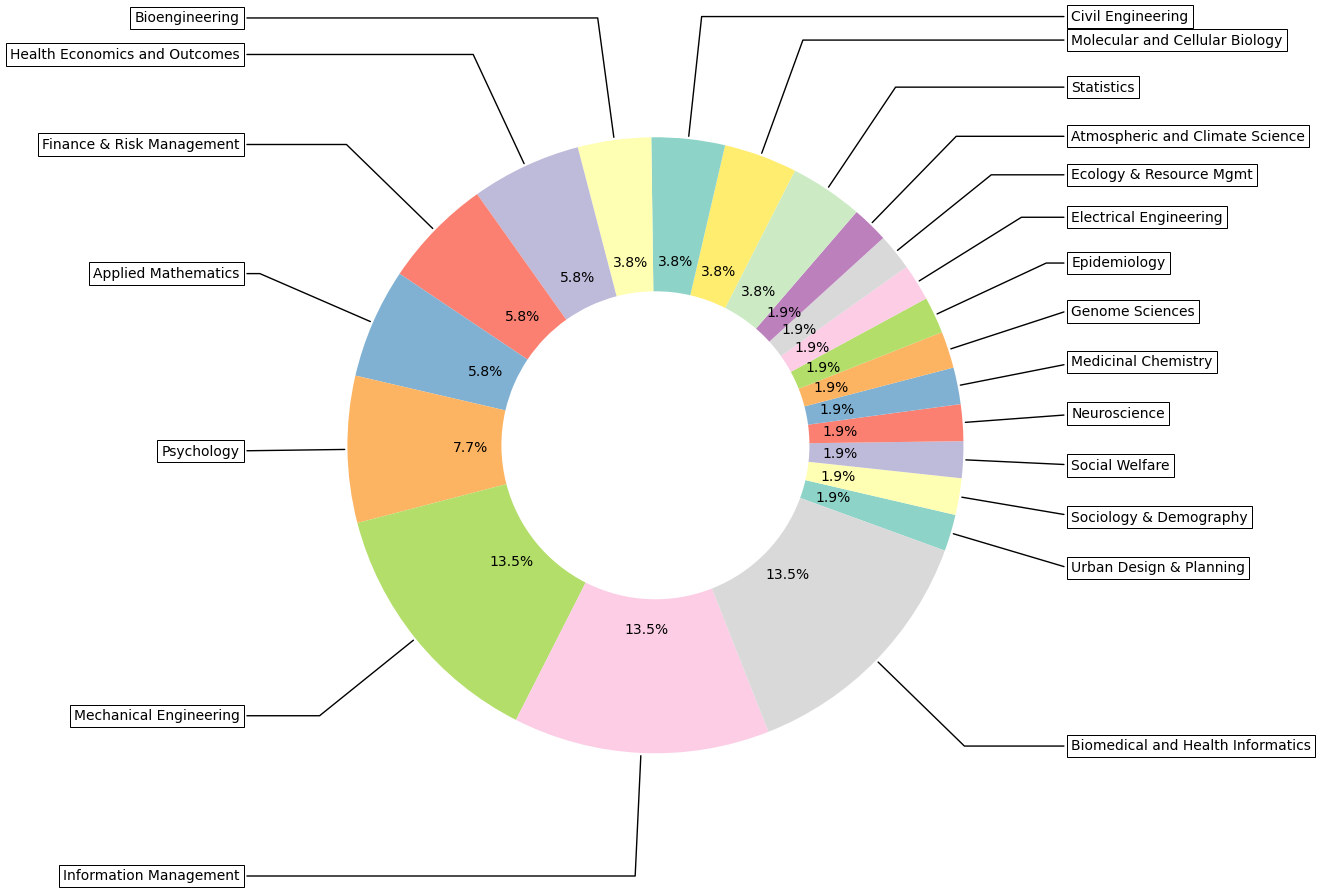 Bioengineering
Civil Engineering
Molecular and Cellular Biology
Health Economics and Outcomes
Statistics
Atmospheric and Climate Science
Finance & Risk Management
Ecology & Resource Mgmt
Electrical Engineering
Epidemiology
Applied Mathematics
Genome Sciences
Medicinal Chemistry
Neuroscience
Psychology
Social Welfare
Sociology & Demography
Urban Design & Planning
Mechanical Engineering
Biomedical and Health Informatics
Information Management
3.8%
3.8%
3.8%
5.8%
3.8%
1.9%
5.8%
1.9%
1.9%
1.9%
5.8%
1.9%
1.9%
1.9%
7.7%
1.9%
1.9%
1.9%
13.5%
13.5%
13.5%